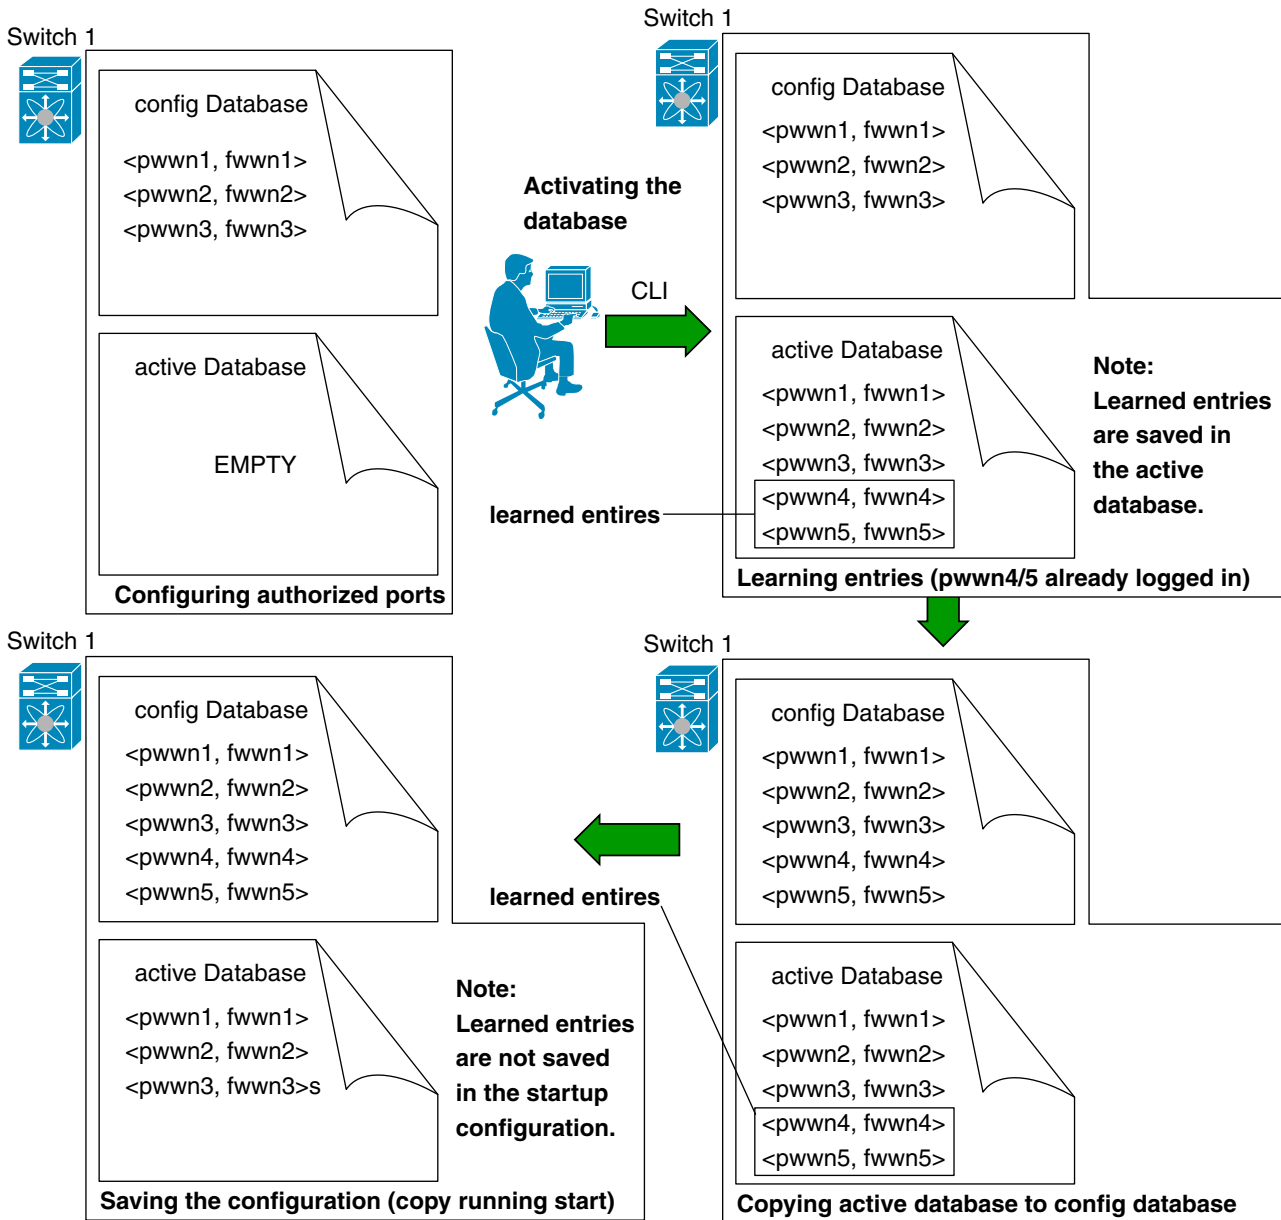 Switch 1
config Database
<pwwn1, fwwn1>
<pwwn2, fwwn2>
<pwwn3, fwwn3>
active Database
EMPTY
Configuring authorized ports
Activating the
database
CLI
Switch 1
config Database
<pwwn1, fwwn1>
<pwwn2, fwwn2>
<pwwn3, fwwn3>
active Database
<pwwn1, fwwn1>
<pwwn2, fwwn2>
<pwwn3, fwwn3>
<pwwn4, fwwn4>
<pwwn5, fwwn5>
learned entires
Note:
Learned entries
are saved in
the active
database.
Learning entries (pwwn4/5 already logged in)
Switch 1
config Database
<pwwn1, fwwn1>
<pwwn2, fwwn2>
<pwwn3, fwwn3>
<pwwn4, fwwn4>
<pwwn5, fwwn5>
active Database
<pwwn1, fwwn1>
<pwwn2, fwwn2>
<pwwn3, fwwn3>s
Note:
Learned entries
are not saved
in the startup
configuration.
Saving the configuration (copy running start)
Switch 1
config Database
<pwwn1, fwwn1>
<pwwn2, fwwn2>
<pwwn3, fwwn3>
<pwwn4, fwwn4>
<pwwn5, fwwn5>
learned entires
active Database
<pwwn1, fwwn1>
<pwwn2, fwwn2>
<pwwn3, fwwn3>
<pwwn4, fwwn4>
<pwwn5, fwwn5>
Copying active database to config database